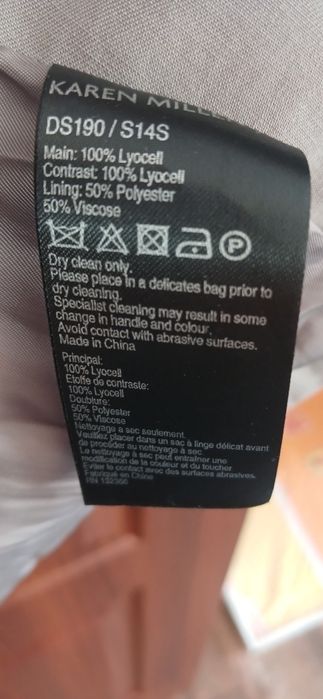 KAREN MILLE
DS190 / S14S
Main: 100% Lyocell
Contrast: 100% Lyocell
Lining: 50% Polyester
50% Viscose
P
Dry clean only.
Please place in a delicates bag prior to
dry cleaning.
Specialist cleaning may result in some
change in handle and colour.
Avoid contact with abrasive surfaces.
Made in China
Principal:
100% Lyocell
Etoffe de contraste:
100% Lyocell
Doublure:
50% Polyester
50% Viscose
Nettoyage a sec seulement.
Veuillez placer dans un sac à linge délicat avant
de procéder au nettoyage à sec
Le nettoyage à sec peut entraîner une
modification de la couleur et du toucher
Eviter le contact avec des surfaces abrasives.
Fabriqué en Chine
RN 132366